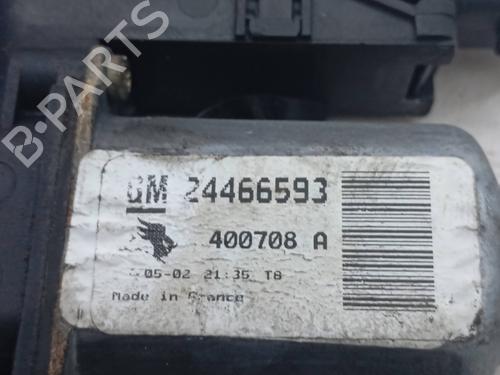 B-PARTS
GM 24466593
400708 A
05-02 21:35 T8
Made in France